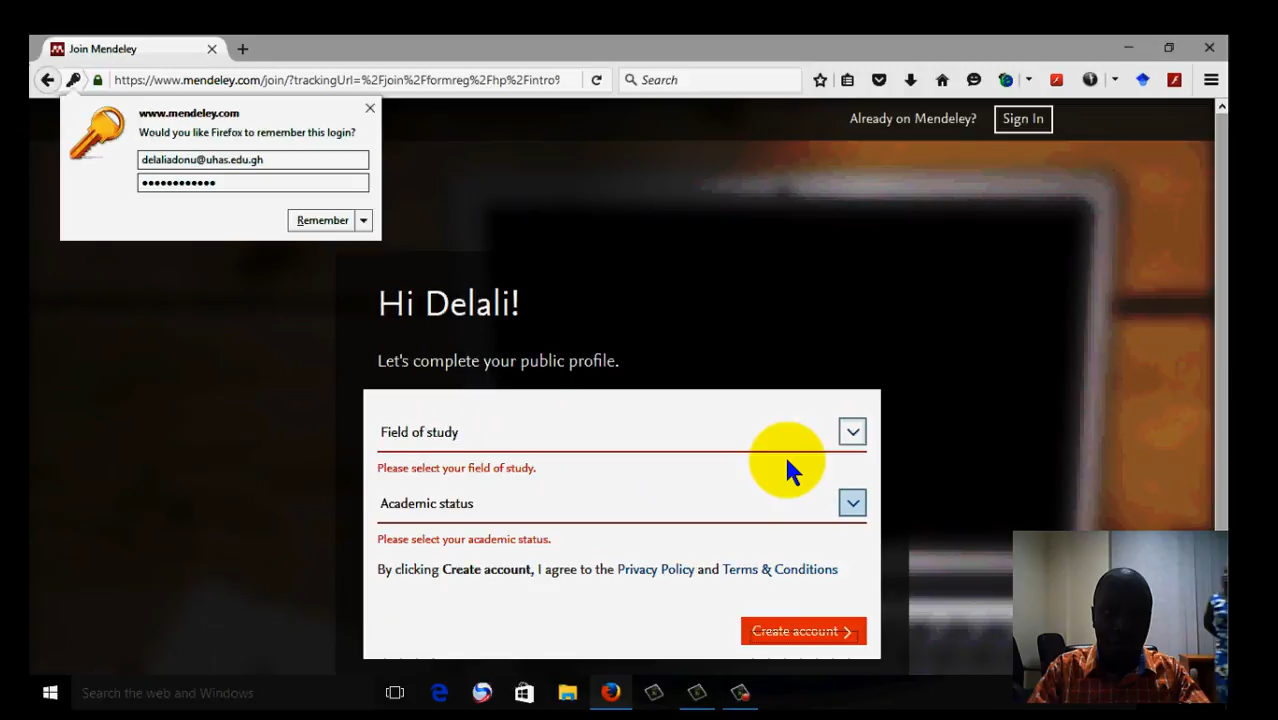 Join Mendeley
https://www.mendeley.com/join/?trackingUrl=%2Fjoin%2Fformreg%2Fhp%2Fintro%
Search
www.mendeley.com
Would you like Firefox to remember this login?
delaliadonu@uhas.edu.gh
••••••••••••
Remember
Already on Mendeley?
Sign In
Hi Delali!
Let's complete your public profile.
Field of study
Please select your field of study.
Academic status
Please select your academic status.
By clicking Create account, I agree to the Privacy Policy and Terms & Conditions
Create account
Search the web and Windows